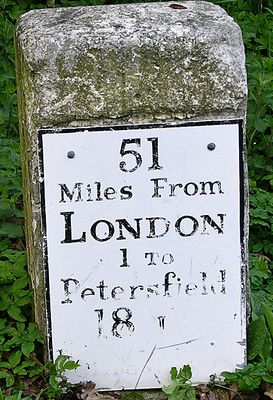 51
Miles From
LONDON
1 To
Petersfield
18